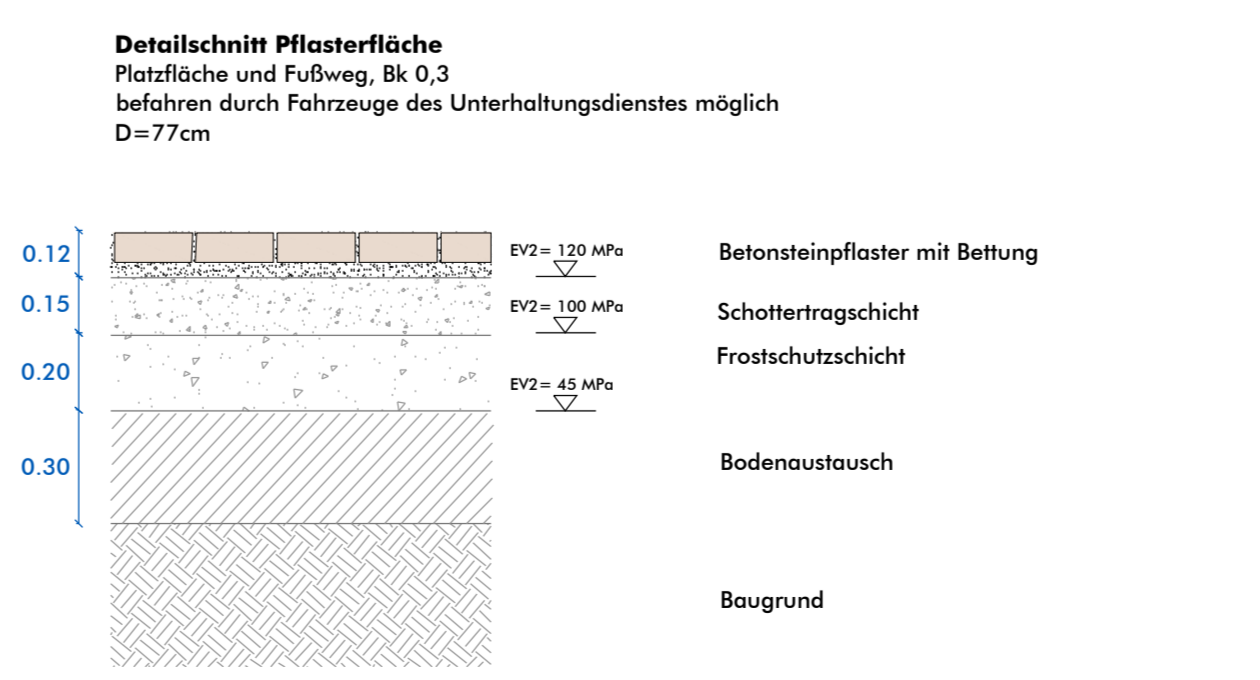 Detailschnitt Pflasterfläche
Platzfläche und Fußweg, Bk 0,3
befahren durch Fahrzeuge des Unterhaltungsdienstes möglich
D=77cm
0.12
EV2= 120 MPa
Betonsteinpflaster mit Bettung
0.15
EV2= 100 MPa
Schottertragschicht
Frostschutzschicht
0.20
EV2= 45 MPa
0.30
Bodenaustausch
Baugrund